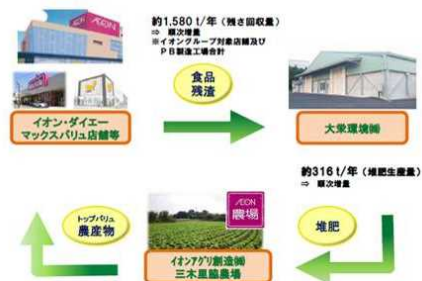 ÆON
約1,580 t/年（残さ回収量）
⇒ 順次増量
※イオングループ対象店舗及び
PB製造工場合計
食品
残渣
イオン・ダイエー
マックスバリュ店舗等
大栄環境㈱
約316 t/年（堆肥生産量）
⇒ 順次増量
トップバリュ
農産物
ÆON
農場
堆肥
イオンアグリ創造㈱
三木里脇農場